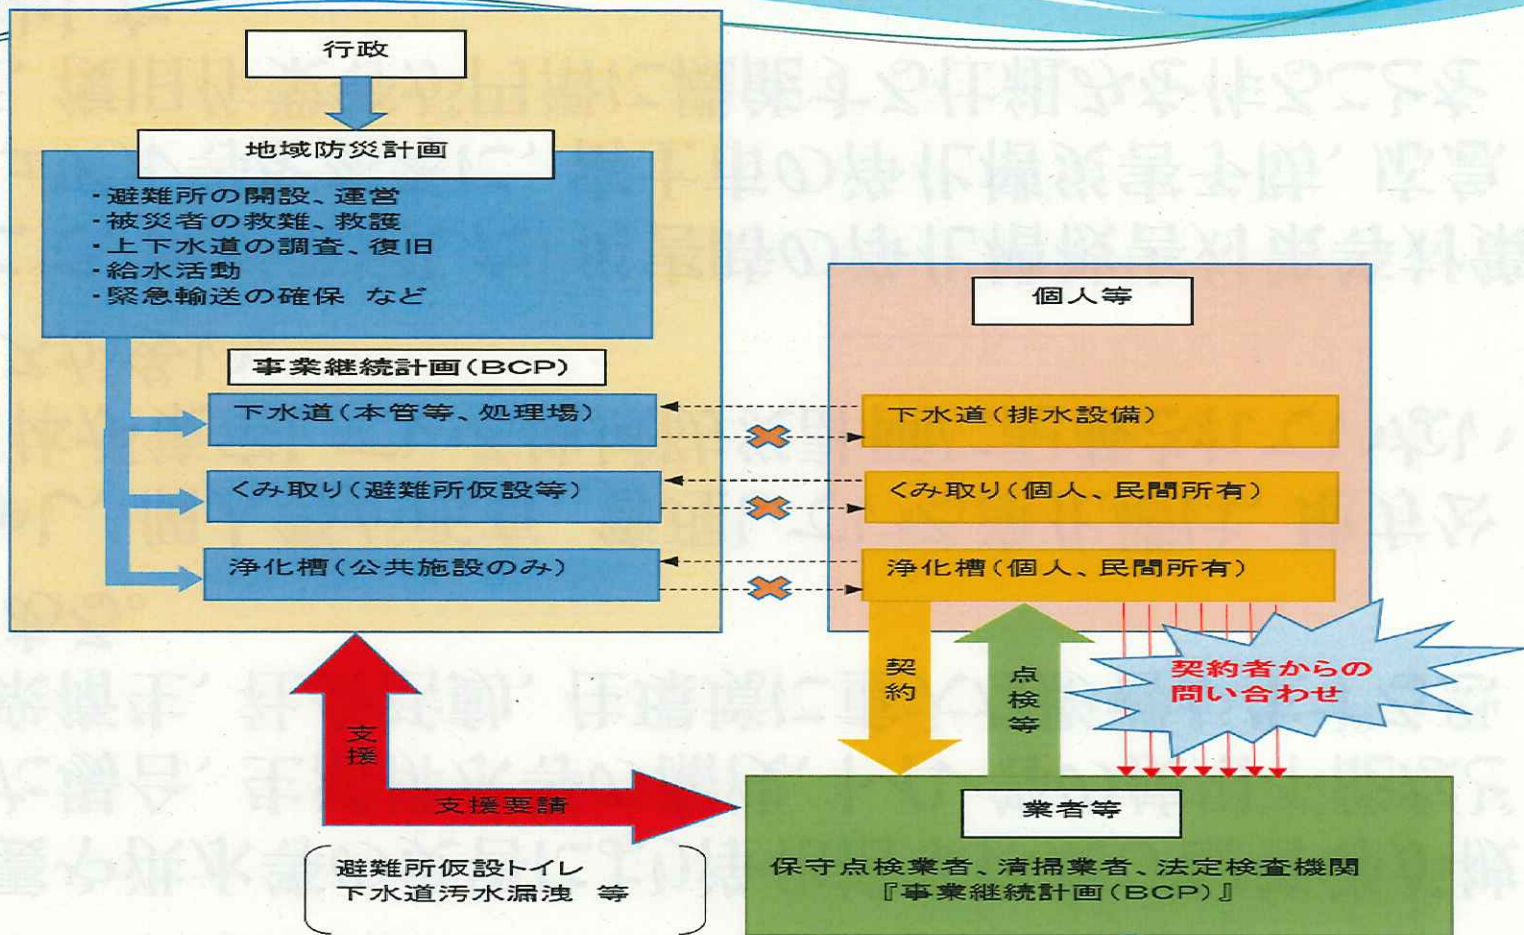 行政
地域防災計画
・避難所の開設、運営
・被災者の救難、救護
・上下水道の調査、復旧
・給水活動
・緊急輸送の確保 など
事業継続計画(BCP)
下水道(本管等、処理場)
くみ取り(避難所仮設等)
浄化槽(公共施設のみ)
個人等
下水道(排水設備)
くみ取り(個人、民間所有)
浄化槽(個人、民間所有)
契約
点検等
契約者からの
問い合わせ
支援
支援要請
避難所仮設トイレ
下水道汚水漏洩 等
業者等
保守点検業者、清掃業者、法定検査機関
『事業継続計画(BCP)』